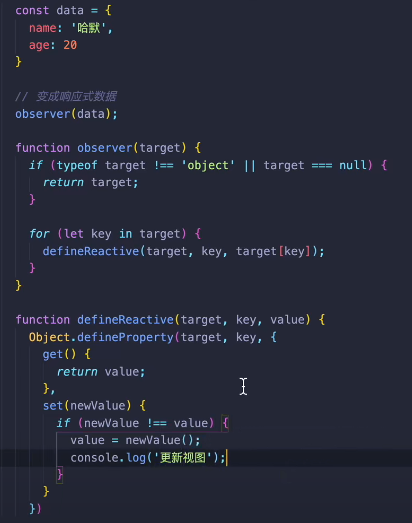 const data = {
  name: '哈默',
  age: 20
}

// 变成响应式数据
observer(data);

function observer(target) {
  if (typeof target !== 'object' || target === null) {
    return target;
  }

  for (let key in target) {
    defineReactive(target, key, target[key]);
  }
}

function defineReactive(target, key, value) {
  Object.defineProperty(target, key, {
    get() {
      return value;
    },
    set(newValue) {
      if (newValue !== value) {
        value = newValue();
        console.log('更新视图');
      }
    }
  })